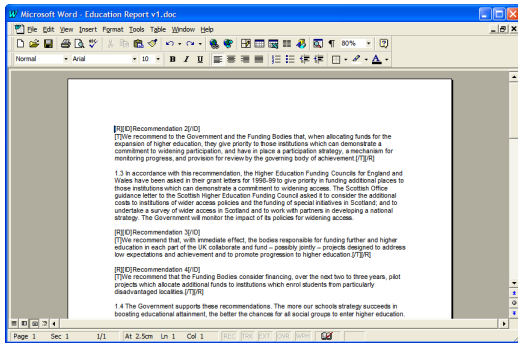 Microsoft Word - Education Report v1.doc
File Edit View Insert Format Tools Table Window Help
80%
Normal Arial 10 B I U A
[R][ID]Recommendation 2[/ID]
[T]We recommend to the Government and the Funding Bodies that, when allocating funds for the
expansion of higher education, they give priority to those institutions which can demonstrate a
commitment to widening participation, and have in place a participation strategy, a mechanism for
monitoring progress, and provision for review by the governing body of achievement.[/T][/R]
1.3 In accordance with this recommendation, the Higher Education Funding Councils for England and
Wales have been asked in their grant letters for 1998-99 to give priority in funding additional places to
those institutions which can demonstrate a commitment to widening access. The Scottish Office
guidance letter to the Scottish Higher Education Funding Council asked it to consider the additional
costs to institutions of wider access policies and the funding of special initiatives in Scotland; and to
undertake a survey of wider access in Scotland and to work with partners in developing a national
strategy. The Government will monitor the impact of its policies for widening access.
[R][ID]Recommendation 3[/ID]
[T]We recommend that, with immediate effect, the bodies responsible for funding further and higher
education in each part of the UK collaborate and fund – possibly jointly – projects designed to address
low expectations and achievement and to promote progression to higher education.[/T][/R]
[R][ID]Recommendation 4[/ID]
[T]We recommend that the Funding Bodies consider financing, over the next two to three years, pilot
projects which allocate additional funds to institutions which enrol students from particularly
disadvantaged localities.[/T][/R]
1.4 The Government supports these recommendations. The more our schools strategy succeeds in
boosting educational attainment, the better the chances for all social groups to enter higher education.
Page 1 Sec 1 1/1 At 2.5cm Ln 1 Col 1 REC TRK EXT OVR WPH